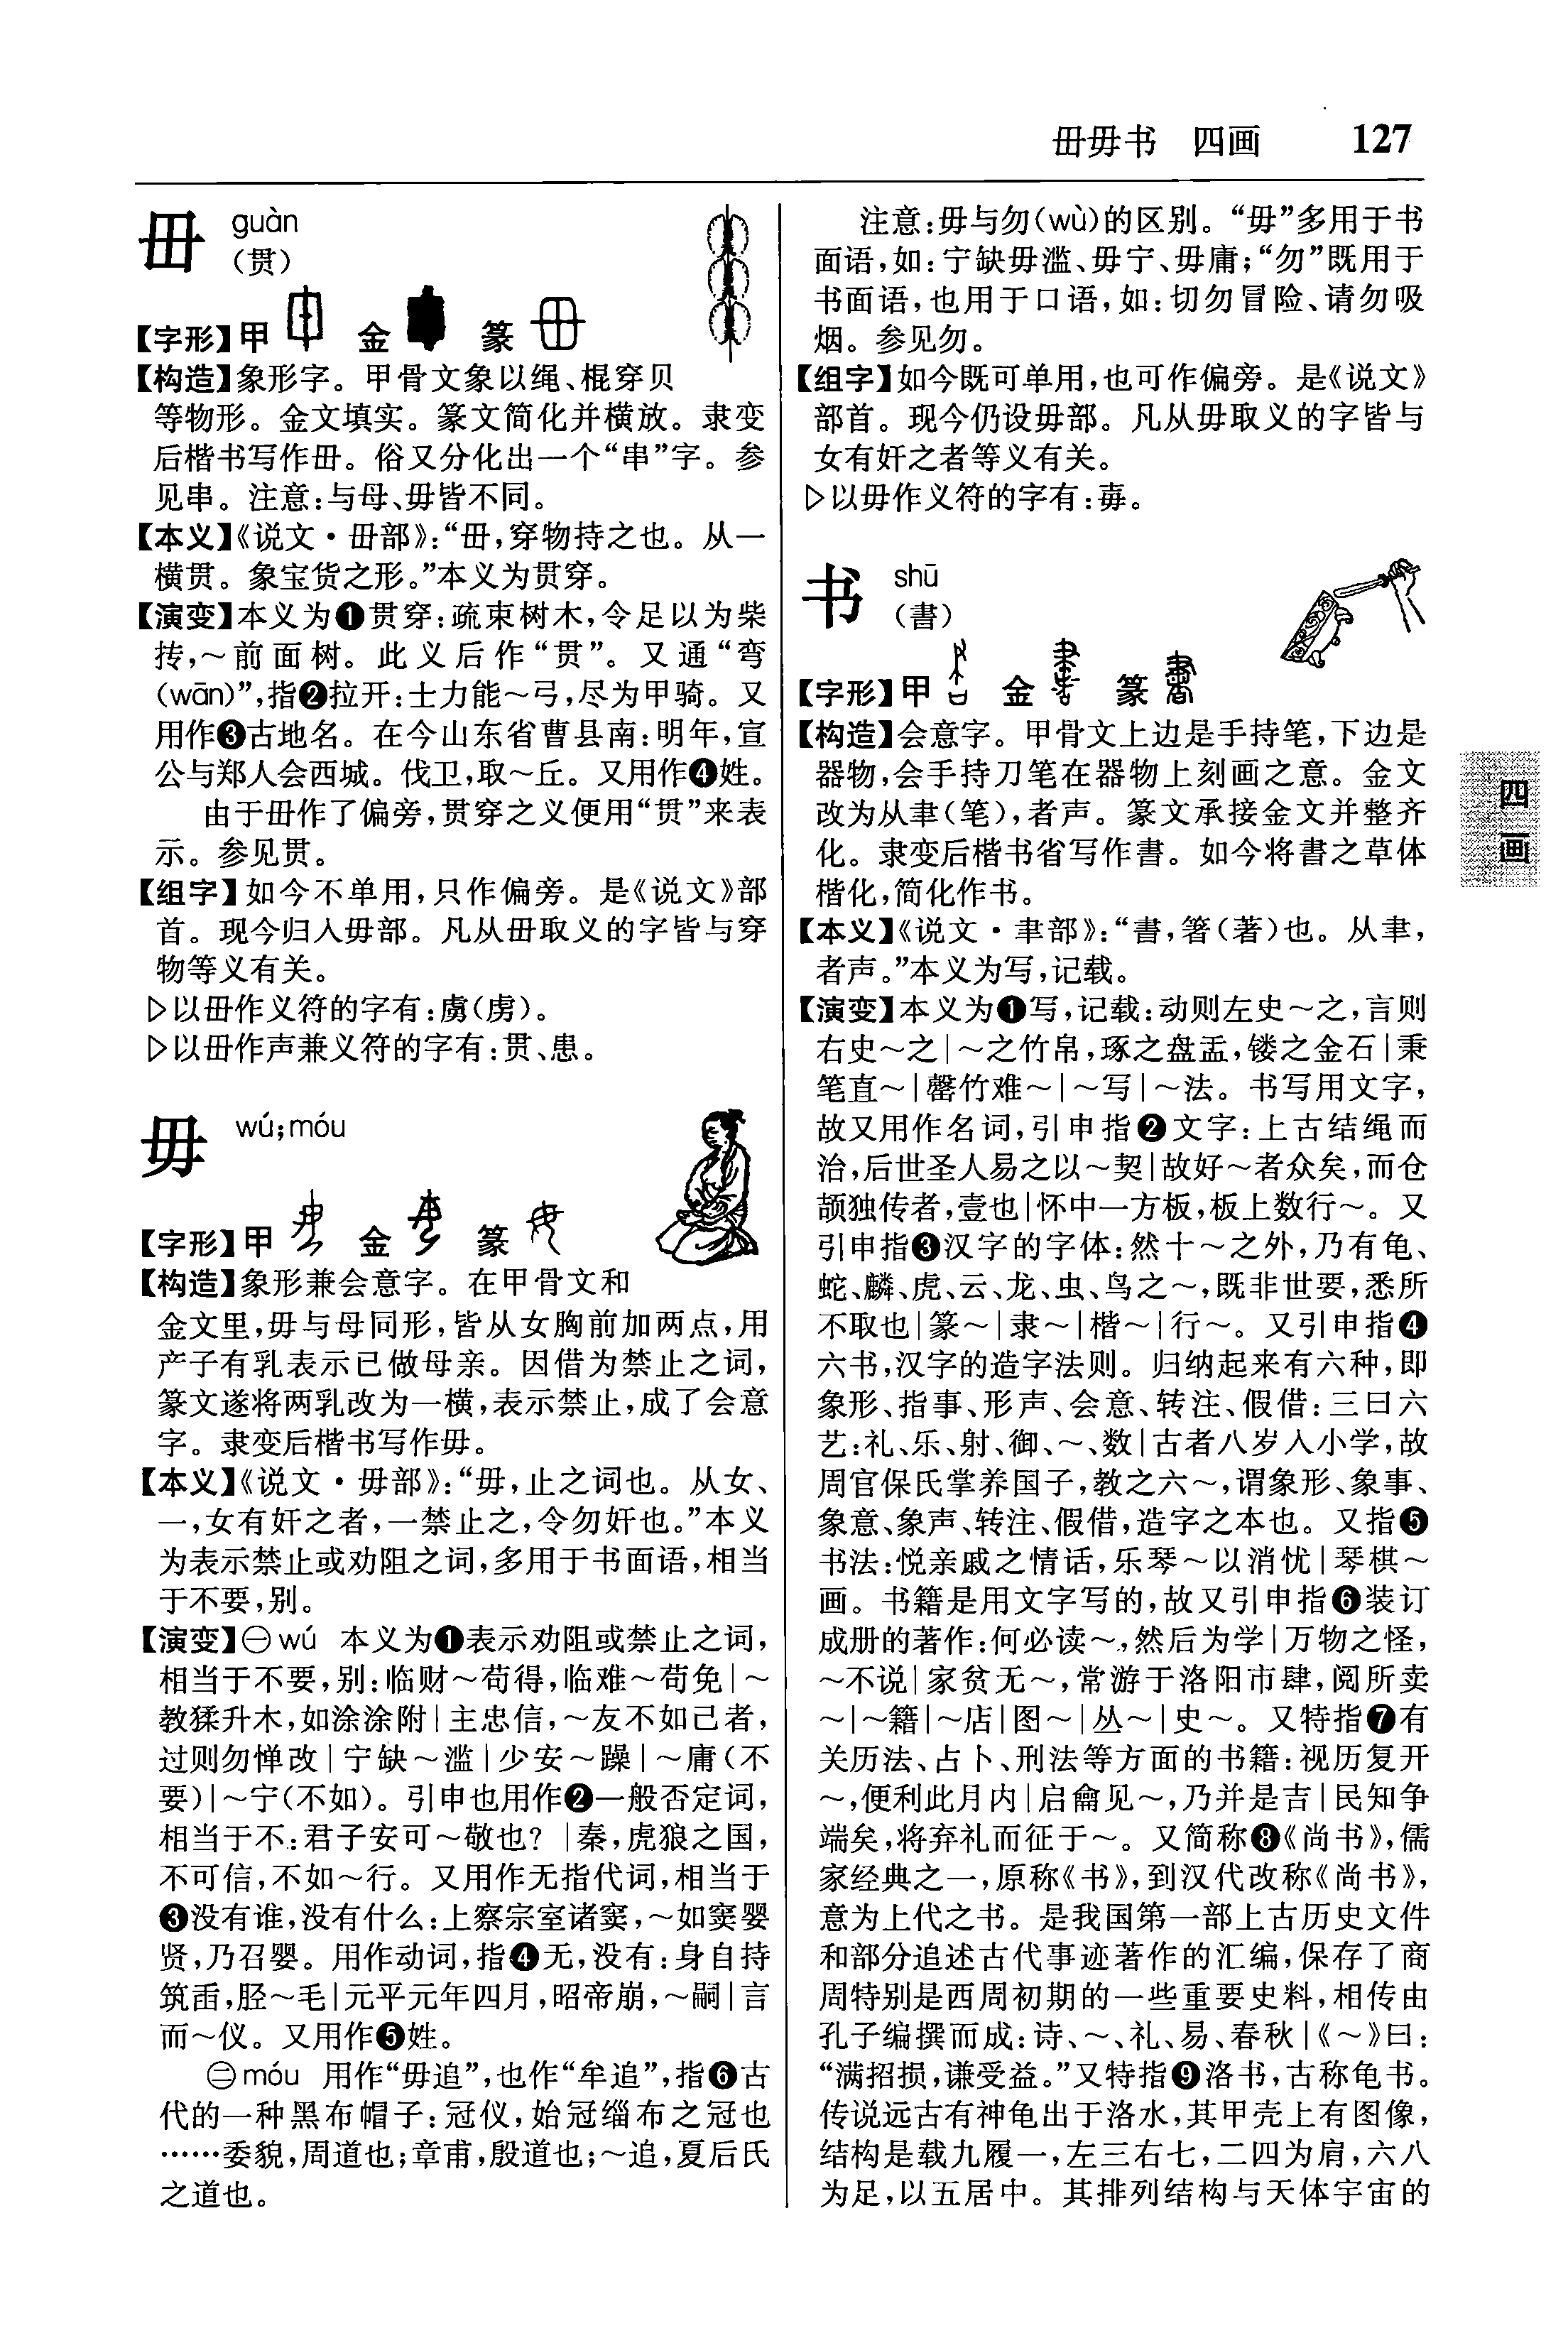 毌毋书 四画 127
毌 guàn
(贯)
【字形】甲 金 篆
【构造】象形字。甲骨文象以绳、棍穿贝
等物形。金文填实。篆文简化并横放。隶变
后楷书写作毌。俗又分化出一个“串”字。参
见串。注意:与母、毋皆不同。
【本义】《说文·毌部》:“毌,穿物持之也。从一
横贯。象宝货之形。”本义为贯穿。
【演变】本义为❶贯穿:疏束树木,令足以为柴
抟,~前面树。此义后作“贯”。又通“弯
(wān)”,指❷拉开:士力能~弓,尽为甲骑。又
用作❸古地名。在今山东省曹县南:明年,宣
公与郑人会西城。伐卫,取~丘。又用作❹姓。
由于毌作了偏旁,贯穿之义便用“贯”来表
示。参见贯。
【组字】如今不单用,只作偏旁。是《说文》部
首。现今归入毋部。凡从毌取义的字皆与穿
物等义有关。
▷以毌作义符的字有:虜(虏)。
▷以毌作声兼义符的字有:贯、患。
毋 wú;móu
【字形】甲 金 篆
【构造】象形兼会意字。在甲骨文和
金文里,毋与母同形,皆从女胸前加两点,用
产子有乳表示已做母亲。因借为禁止之词,
篆文遂将两乳改为一横,表示禁止,成了会意
字。隶变后楷书写作毋。
【本义】《说文·毋部》:“毋,止之词也。从女、
一,女有奸之者,一禁止之,令勿奸也。”本义
为表示禁止或劝阻之词,多用于书面语,相当
于不要,别。
【演变】㊀wú 本义为❶表示劝阻或禁止之词,
相当于不要,别:临财~苟得,临难~苟免|~
教猱升木,如涂涂附|主忠信,~友不如己者,
过则勿惮改|宁缺~滥|少安~躁|~庸(不
要)|~宁(不如)。引申也用作❷一般否定词,
相当于不:君子安可~敬也?|秦,虎狼之国,
不可信,不如~行。又用作无指代词,相当于
❸没有谁,没有什么:上察宗室诸窦,~如窦婴
贤,乃召婴。用作动词,指❹无,没有:身自持
筑臿,胫~毛|元平元年四月,昭帝崩,~嗣|言
而~仪。又用作❺姓。
㊁móu 用作“毋追”,也作“牟追”,指❻古
代的一种黑布帽子:冠仪,始冠缁布之冠也
……委貌,周道也;章甫,殷道也;~追,夏后氏
之道也。
注意:毋与勿(wù)的区别。“毋”多用于书
面语,如:宁缺毋滥、毋宁、毋庸;“勿”既用于
书面语,也用于口语,如:切勿冒险、请勿吸
烟。参见勿。
【组字】如今既可单用,也可作偏旁。是《说文》
部首。现今仍设毋部。凡从毋取义的字皆与
女有奸之者等义有关。
▷以毋作义符的字有:毐。
书 shū
(書)
【字形】甲 金 篆
【构造】会意字。甲骨文上边是手持笔,下边是
器物,会手持刀笔在器物上刻画之意。金文
改为从聿(笔),者声。篆文承接金文并整齐
化。隶变后楷书省写作書。如今将書之草体
楷化,简化作书。
【本义】《说文·聿部》:“書,箸(著)也。从聿,
者声。”本义为写,记载。
【演变】本义为❶写,记载:动则左史~之,言则
右史~之|~之竹帛,琢之盘盂,镂之金石|秉
笔直~|罄竹难~|~写|~法。书写用文字,
故又用作名词,引申指❷文字:上古结绳而
治,后世圣人易之以~契|故好~者众矣,而仓
颉独传者,壹也|怀中一方板,板上数行~。又
引申指❸汉字的字体:然十~之外,乃有龟、
蛇、麟、虎、云、龙、虫、鸟之~,既非世要,悉所
不取也|篆~|隶~|楷~|行~。又引申指❹
六书,汉字的造字法则。归纳起来有六种,即
象形、指事、形声、会意、转注、假借:三曰六
艺:礼、乐、射、御、~、数|古者八岁入小学,故
周官保氏掌养国子,教之六~,谓象形、象事、
象意、象声、转注、假借,造字之本也。又指❺
书法:悦亲戚之情话,乐琴~以消忧|琴棋~
画。书籍是用文字写的,故又引申指❻装订
成册的著作:何必读~,然后为学|万物之怪,
~不说|家贫无~,常游于洛阳市肆,阅所卖
~|~籍|~店|图~|丛~|史~。又特指❼有
关历法、占卜、刑法等方面的书籍:视历复开
~,便利此月内|启龠见~,乃并是吉|民知争
端矣,将弃礼而征于~。又简称❽《尚书》,儒
家经典之一,原称《书》,到汉代改称《尚书》,
意为上代之书。是我国第一部上古历史文件
和部分追述古代事迹著作的汇编,保存了商
周特别是西周初期的一些重要史料,相传由
孔子编撰而成:诗、~、礼、易、春秋|《~》曰:
“满招损,谦受益。”又特指❾洛书,古称龟书。
传说远古有神龟出于洛水,其甲壳上有图像,
结构是载九履一,左三右七,二四为肩,六八
为足,以五居中。其排列结构与天体宇宙的
四
画